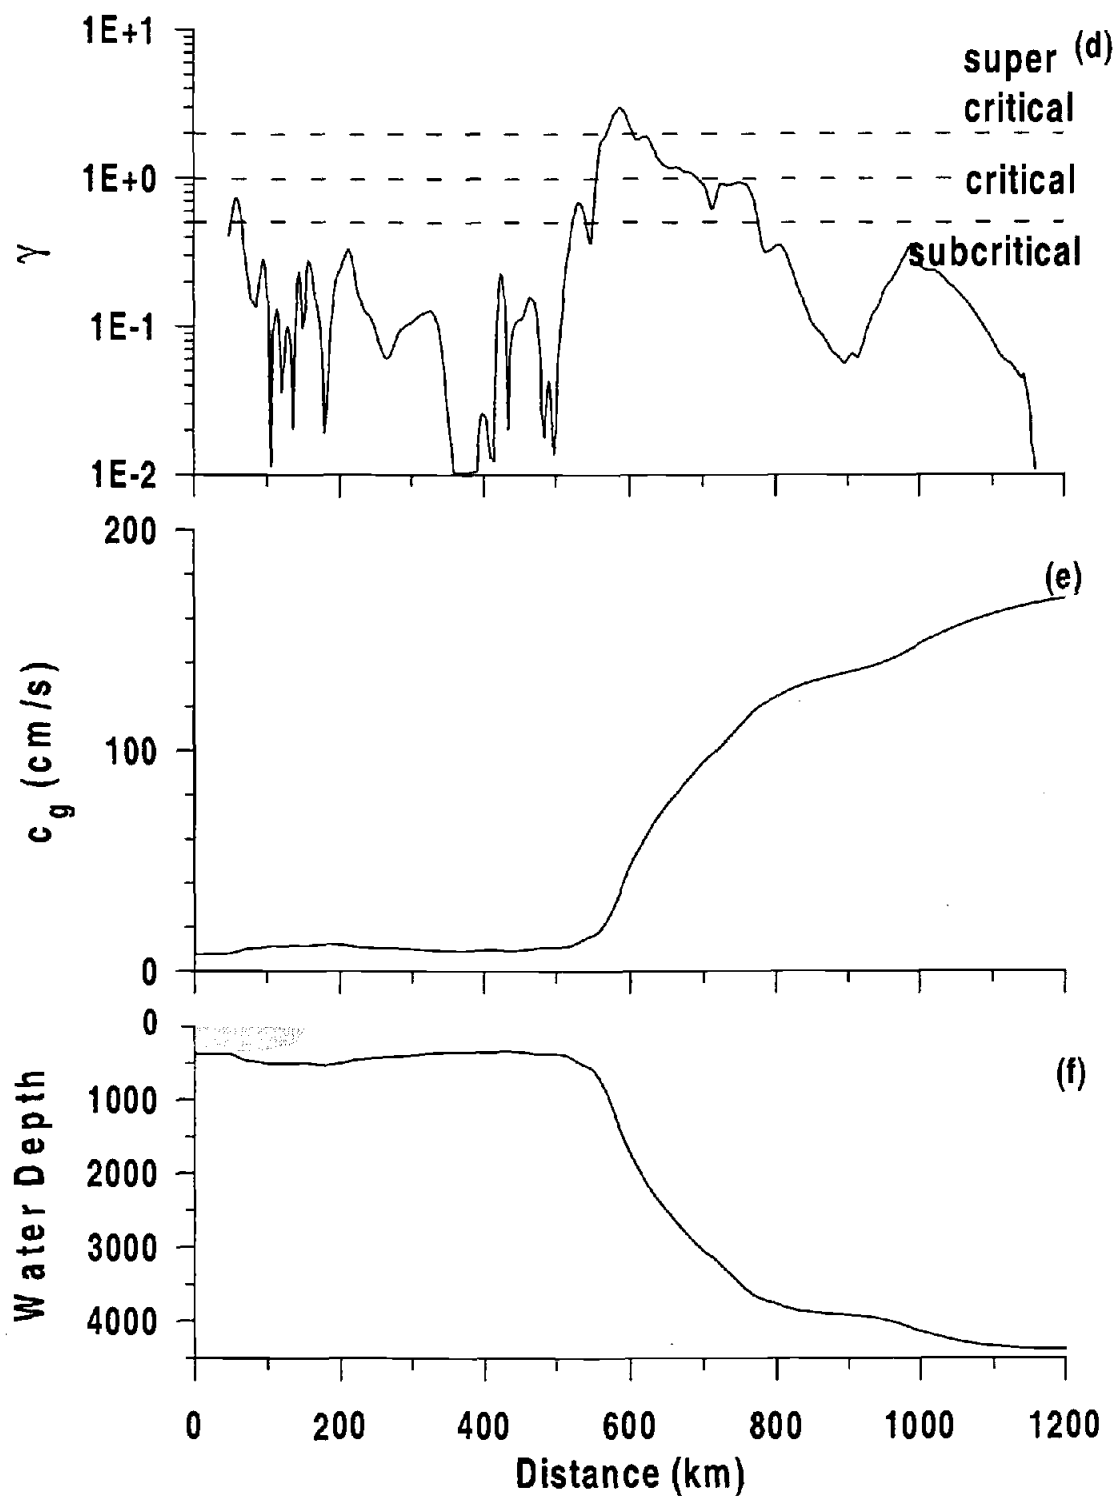 1E+1
(d)
super
critical
1E+0
critical
γ
subcritical
1E-1
1E-2
200
(e)
c g (cm/s)
100
0
0
(f)
1000
Water Depth
2000
3000
4000
0 200 400 600 800 1000 1200
Distance (km)